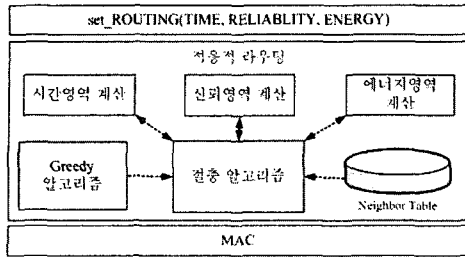 set_ROUTING(TIME, RELIABLITY, ENERGY)
적응적 라우팅
시간영역 계산
신뢰영역 계산
에너지영역
계산
Greedy
알고리즘
절충 알고리즘
Neighbor Table
MAC